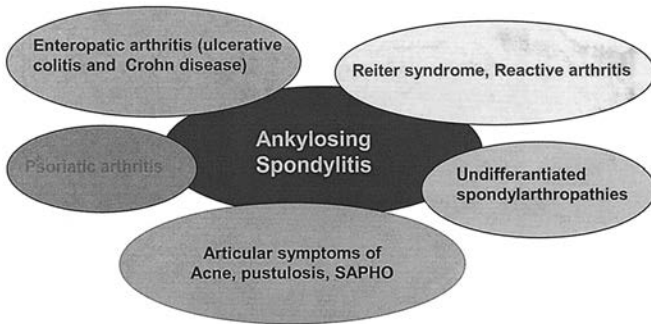 Enteropatic arthritis (ulcerative
colitis and Crohn disease)
Reiter syndrome, Reactive arthritis
Ankylosing
Spondylitis
Psoriatic arthritis
Undifferantiated
spondylarthropathies
Articular symptoms of
Acne, pustulosis, SAPHO